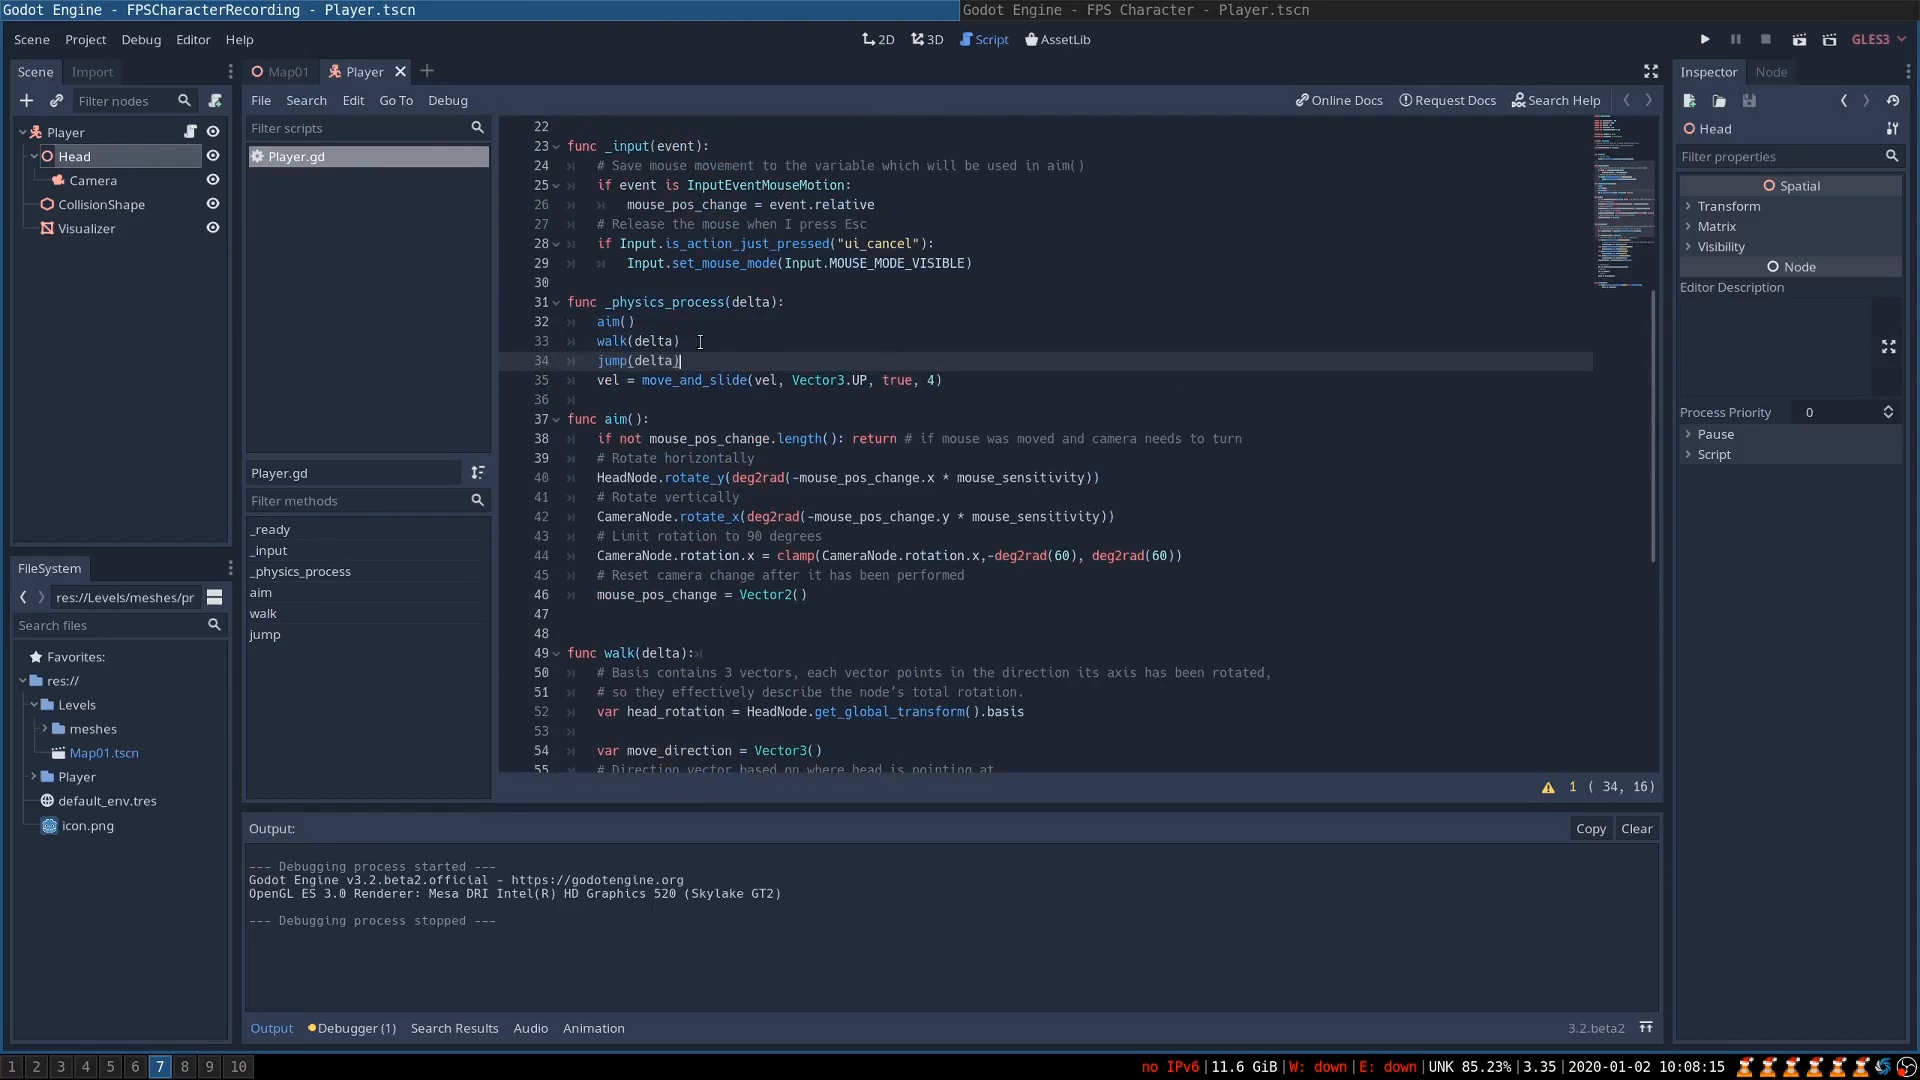 Godot Engine - FPSCharacterRecording - Player.tscn
Godot Engine - FPS Character - Player.tscn
Scene Project Debug Editor Help
2D 3D Script AssetLib
GLES3
Scene Import
Map01 Player
Inspector Node
Filter nodes
File Search Edit Go To Debug
Online Docs Request Docs Search Help
Filter scripts
Player.gd
Player
Head
Camera
CollisionShape
Visualizer
22
23 func _input(event):
24 # Save mouse movement to the variable which will be used in aim()
25 if event is InputEventMouseMotion:
26 mouse_pos_change = event.relative
27 # Release the mouse when I press Esc
28 if Input.is_action_just_pressed("ui_cancel"):
29 Input.set_mouse_mode(Input.MOUSE_MODE_VISIBLE)
30
31 func _physics_process(delta):
32 aim()
33 walk(delta)
34 jump(delta)
35 vel = move_and_slide(vel, Vector3.UP, true, 4)
36
37 func aim():
38 if not mouse_pos_change.length(): return # if mouse was moved and camera needs to turn
39 # Rotate horizontally
40 HeadNode.rotate_y(deg2rad(-mouse_pos_change.x * mouse_sensitivity))
41 # Rotate vertically
42 CameraNode.rotate_x(deg2rad(-mouse_pos_change.y * mouse_sensitivity))
43 # Limit rotation to 90 degrees
44 CameraNode.rotation.x = clamp(CameraNode.rotation.x,-deg2rad(60), deg2rad(60))
45 # Reset camera change after it has been performed
46 mouse_pos_change = Vector2()
47
48
49 func walk(delta):
50 # Basis contains 3 vectors, each vector points in the direction its axis has been rotated,
51 # so they effectively describe the node’s total rotation.
52 var head_rotation = HeadNode.get_global_transform().basis
53
54 var move_direction = Vector3()
55 # Direction vector based on where head is pointing at
1 ( 34, 16)
Player.gd
Filter methods
_ready
_input
_physics_process
aim
walk
jump
FileSystem
res://Levels/meshes/pr
Search files
Favorites:
res://
Levels
meshes
Map01.tscn
Player
default_env.tres
icon.png
Head
Filter properties
Spatial
Transform
Matrix
Visibility
Node
Editor Description
Process Priority 0
Pause
Script
Output:
Copy Clear
--- Debugging process started ---
Godot Engine v3.2.beta2.official - https://godotengine.org
OpenGL ES 3.0 Renderer: Mesa DRI Intel(R) HD Graphics 520 (Skylake GT2)
--- Debugging process stopped ---
Output Debugger (1) Search Results Audio Animation
3.2.beta2
1 2 3 4 5 6 7 8 9 10
no IPv6|11.6 GiB|W: down|E: down|UNK 85.23%|3.35|2020-01-02 10:08:15